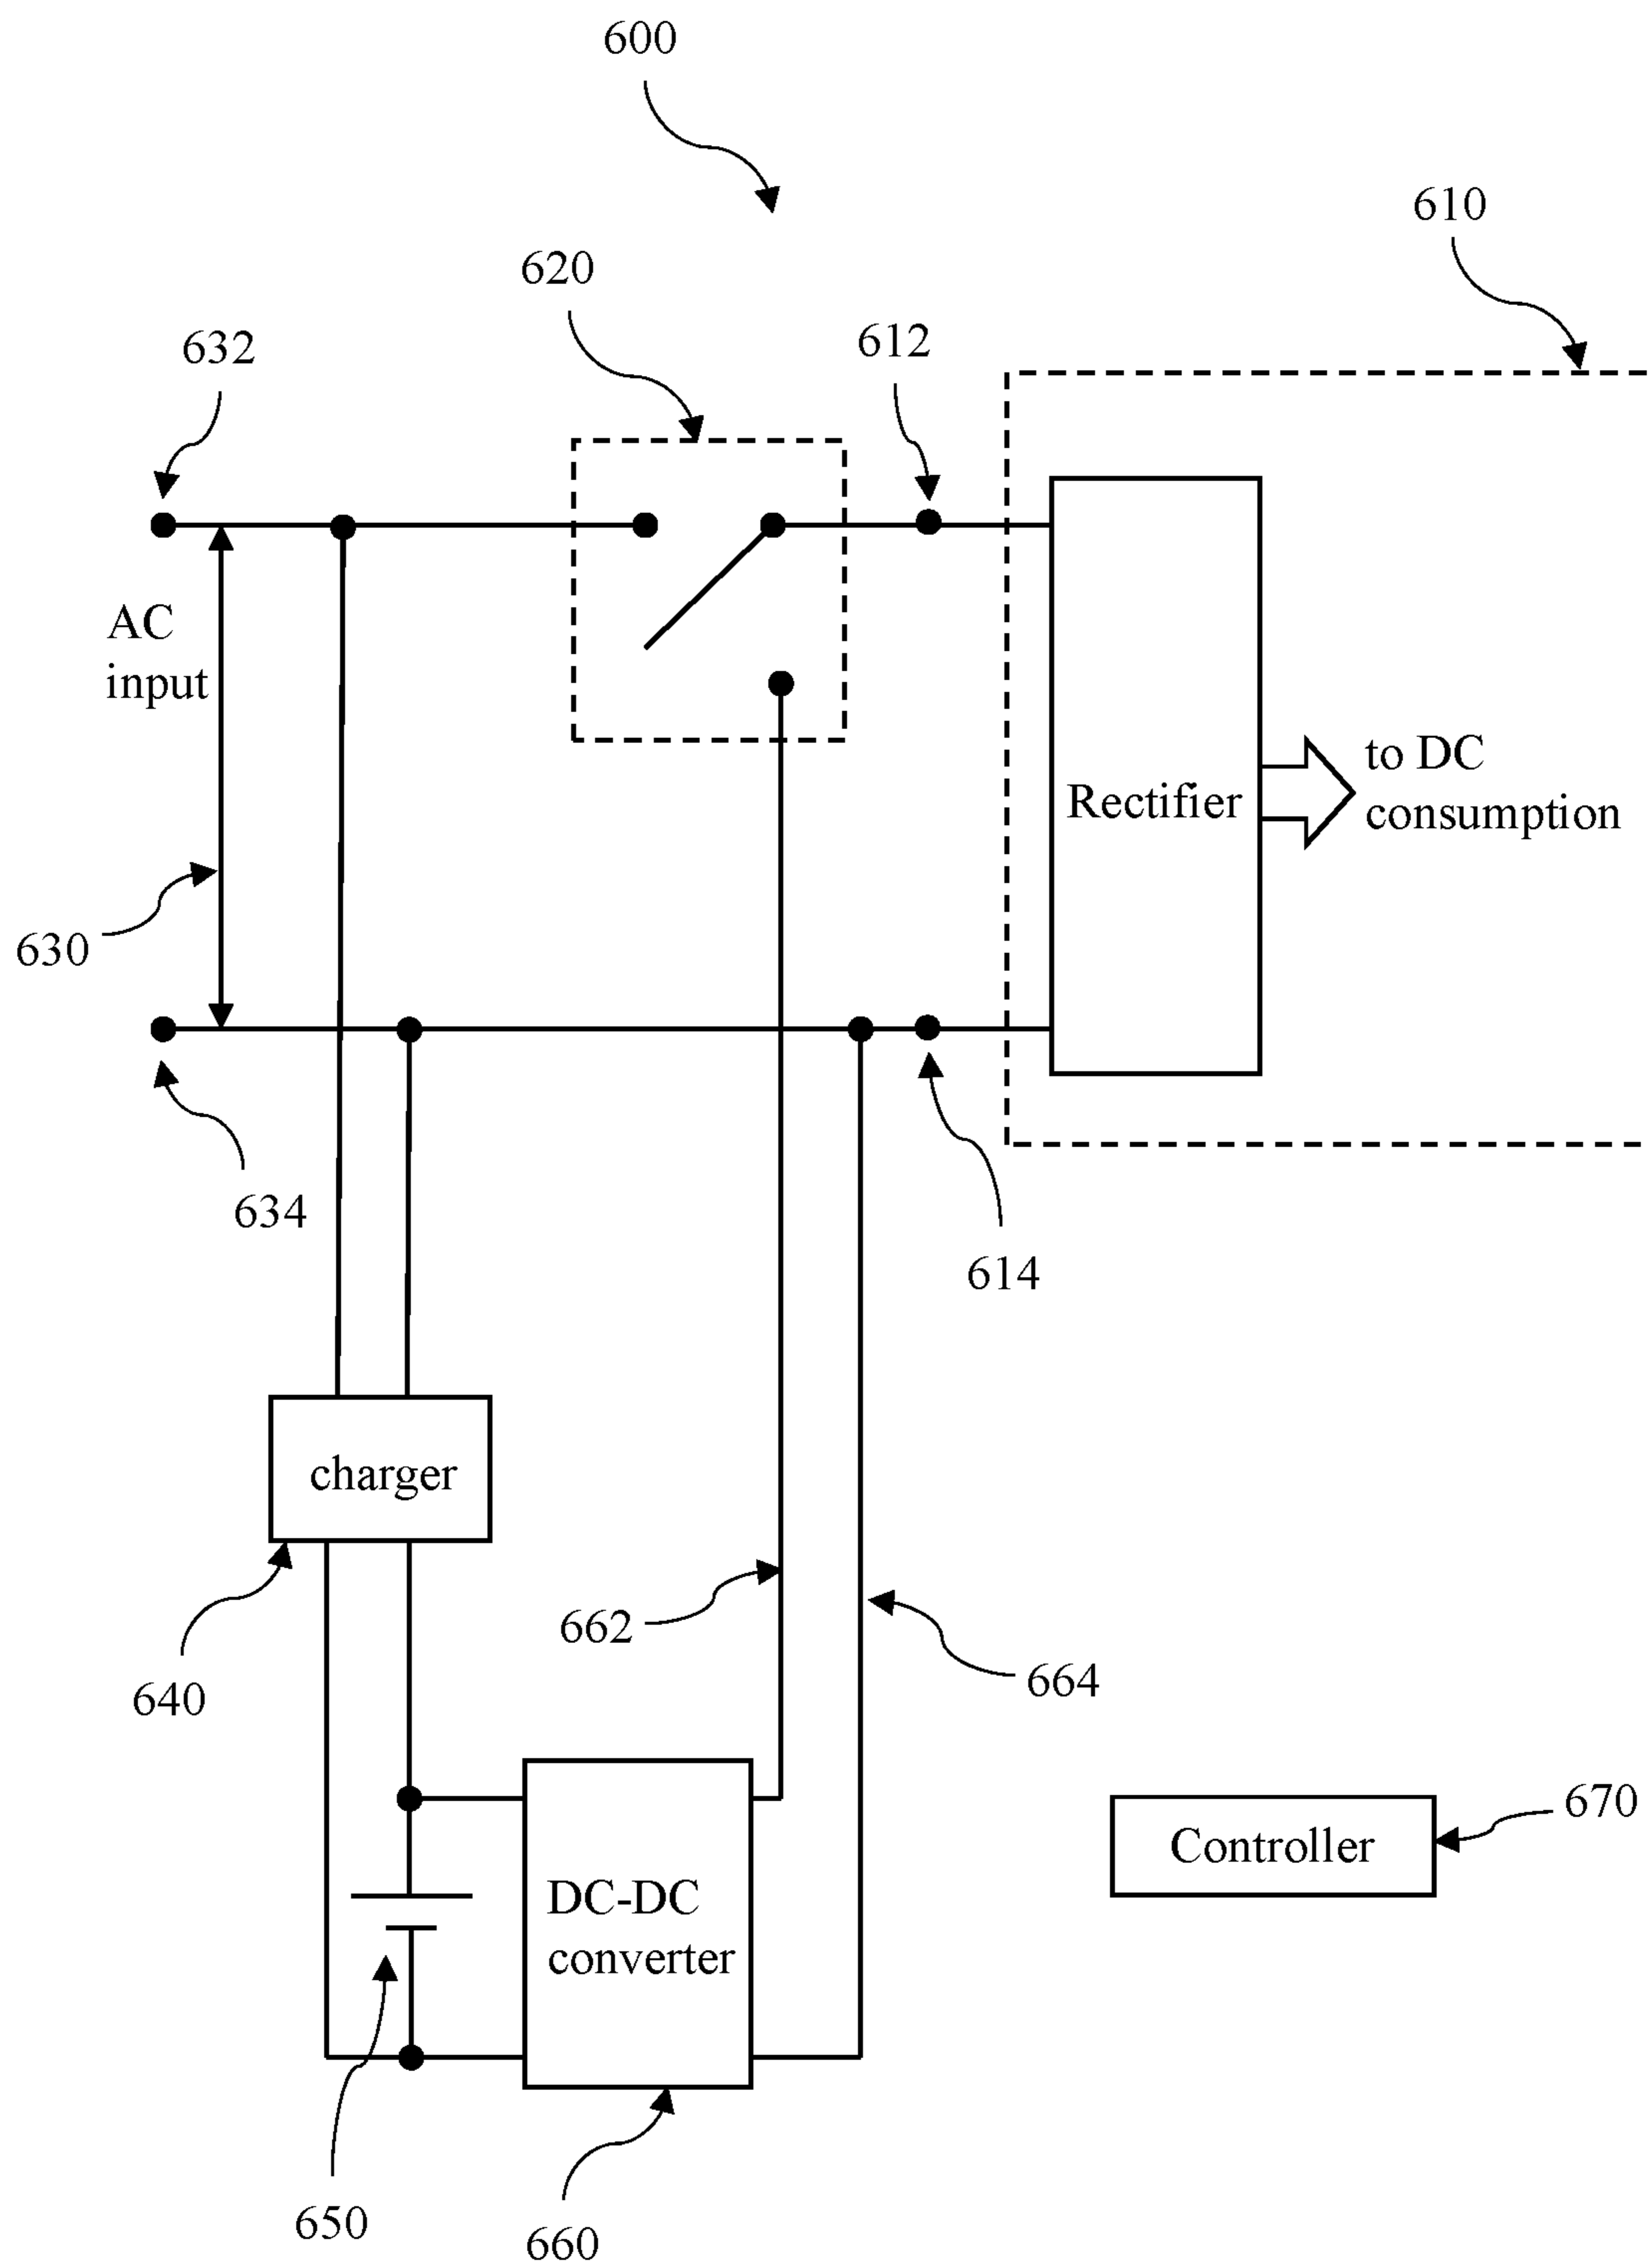 600
610
620
612
632
AC
input
to DC
consumption
Rectifier
630
634
614
charger
662
664
640
670
Controller
DC-DC
converter
650
660